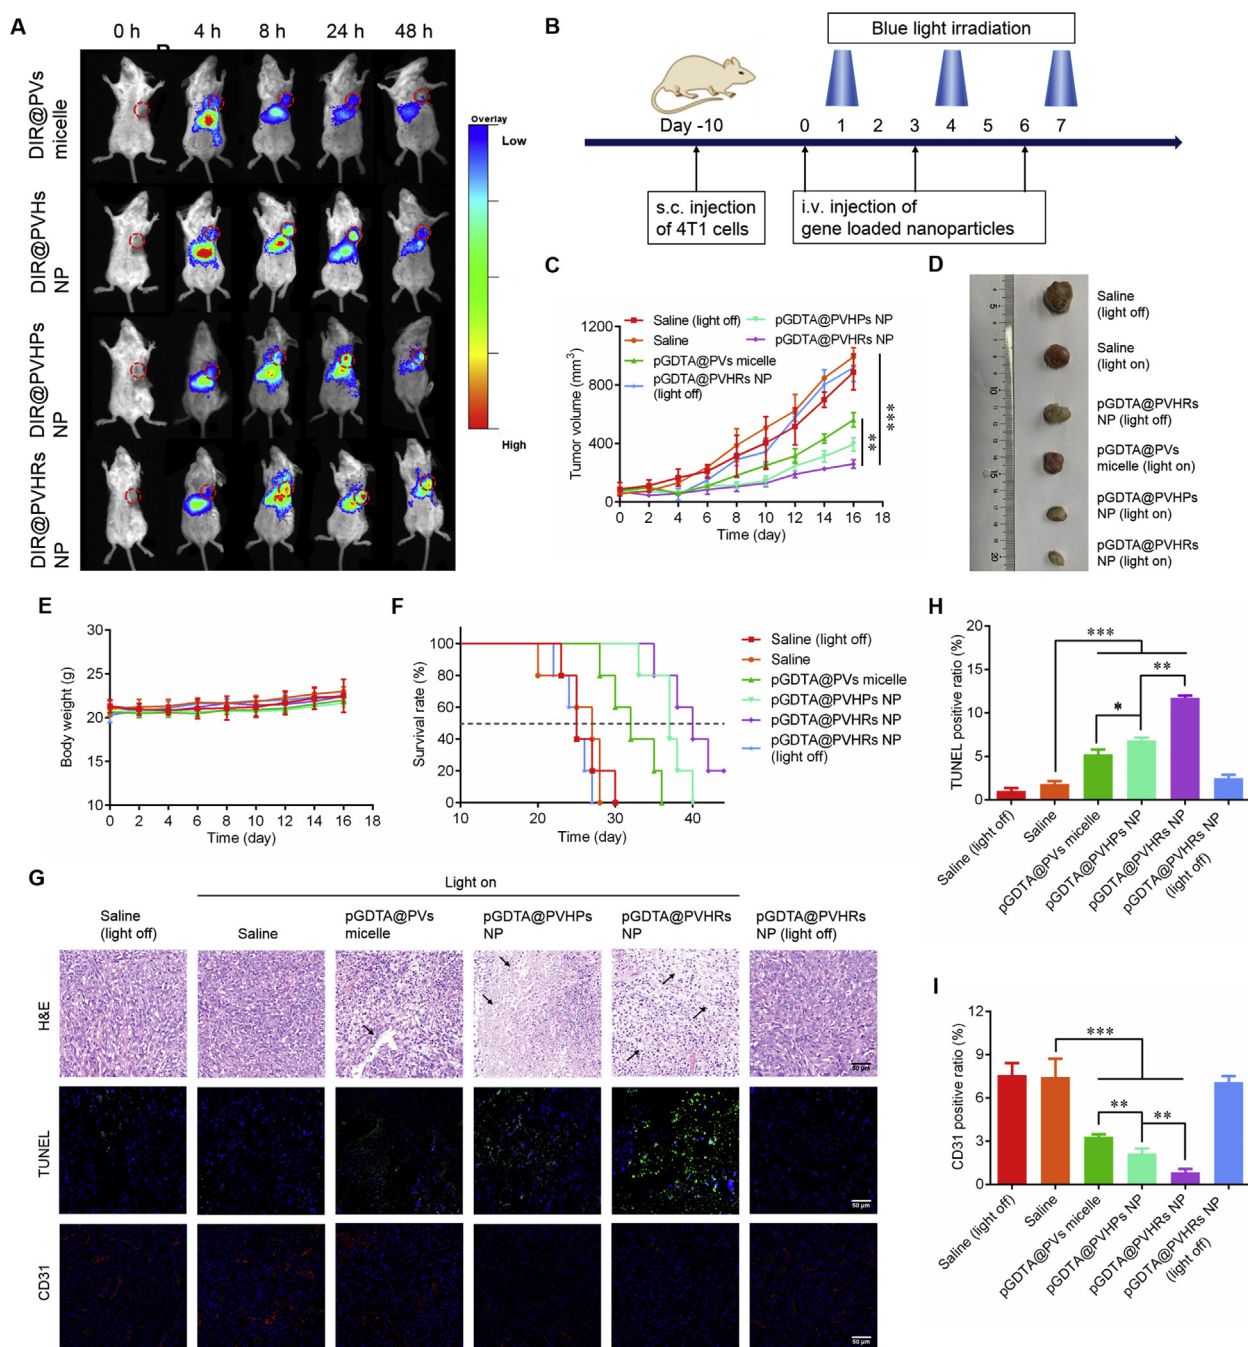 A
0 h
4 h
8 h
24 h
48 h
DIR@PVs
micelle
DIR@PVHs
NP
DIR@PVHPs
NP
DIR@PVHRs
NP
Overlay
Low
High
B
Blue light irradiation
Day -10
0
1
2
3
4
5
6
7
s.c. injection
of 4T1 cells
i.v. injection of
gene loaded nanoparticles
C
Saline (light off)
Saline
pGDTA@PVs micelle
pGDTA@PVHRs NP
(light off)
pGDTA@PVHPs NP
pGDTA@PVHRs NP
Tumor volume (mm³)
1200
800
400
0
0 2 4 6 8 10 12 14 16 18
Time (day)
**
***
D
Saline
(light off)
Saline
(light on)
pGDTA@PVHRs
NP (light off)
pGDTA@PVs
micelle (light on)
pGDTA@PVHPs
NP (light on)
pGDTA@PVHRs
NP (light on)
5
10
15
20
E
Body weight (g)
30
25
20
15
10
0 2 4 6 8 10 12 14 16 18
Time (day)
F
Survival rate (%)
100
80
60
40
20
0
10 20 30 40
Time (day)
Saline (light off)
Saline
pGDTA@PVs micelle
pGDTA@PVHPs NP
pGDTA@PVHRs NP
pGDTA@PVHRs NP
(light off)
G
Light on
Saline
(light off)
Saline
pGDTA@PVs
micelle
pGDTA@PVHPs
NP
pGDTA@PVHRs
NP
pGDTA@PVHRs
NP (light off)
H&E
TUNEL
CD31
50 μm
50 μm
50 μm
H
TUNEL positive ratio (%)
20
15
10
5
0
***
**
*
Saline (light off)
Saline
pGDTA@PVs micelle
pGDTA@PVHPs NP
pGDTA@PVHRs NP
pGDTA@PVHRs NP
(light off)
I
CD31 positive ratio (%)
12
9
6
3
0
***
**
**
Saline (light off)
Saline
pGDTA@PVs micelle
pGDTA@PVHPs NP
pGDTA@PVHRs NP
pGDTA@PVHRs NP
(light off)